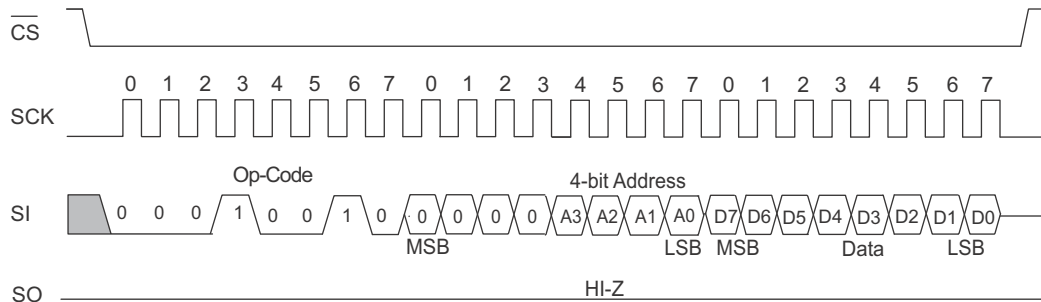 CS
0 1 2 3 4 5 6 7 0 1 2 3 4 5 6 7 0 1 2 3 4 5 6 7
SCK
Op-Code 4-bit Address
SI 0 0 0 1 0 0 1 0 0 0 0 0 A3 A2 A1 A0 D7 D6 D5 D4 D3 D2 D1 D0
MSB LSB MSB Data LSB
HI-Z
SO